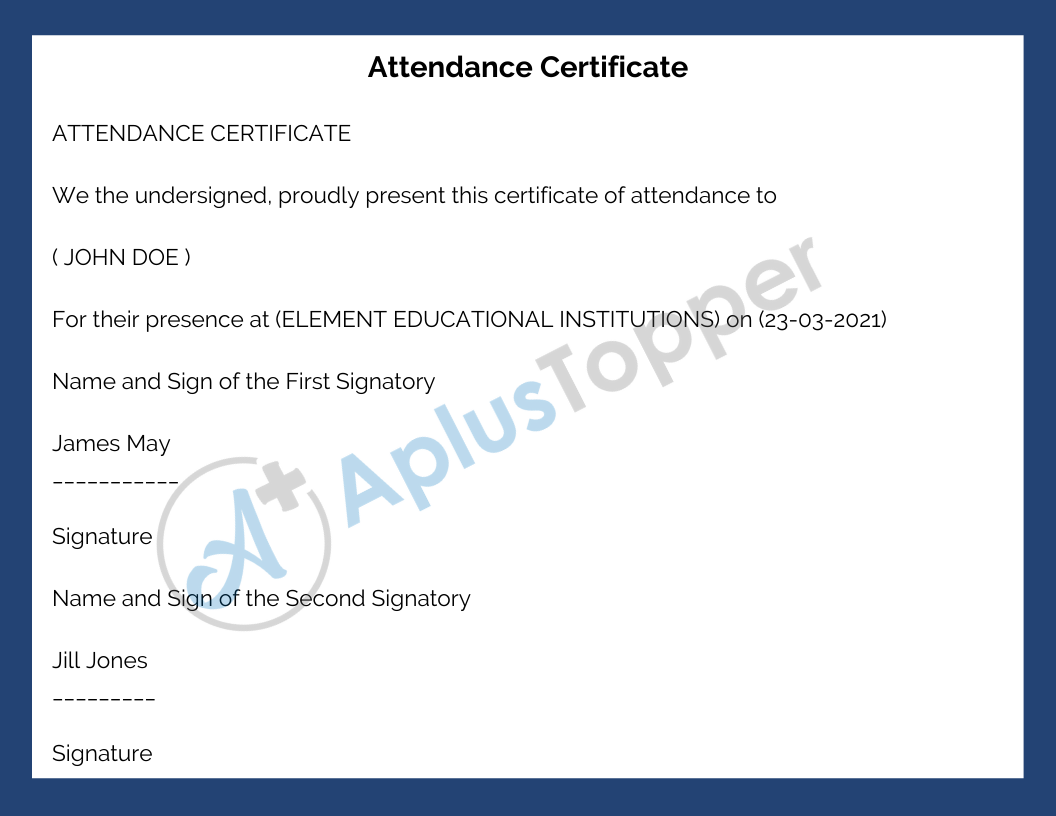 Attendance Certificate
ATTENDANCE CERTIFICATE
We the undersigned, proudly present this certificate of attendance to
( JOHN DOE )
For their presence at (ELEMENT EDUCATIONAL INSTITUTIONS) on (23-03-2021)
Name and Sign of the First Signatory
James May
-----------
Signature
Name and Sign of the Second Signatory
Jill Jones
---------
Signature
A+ AplusTopper